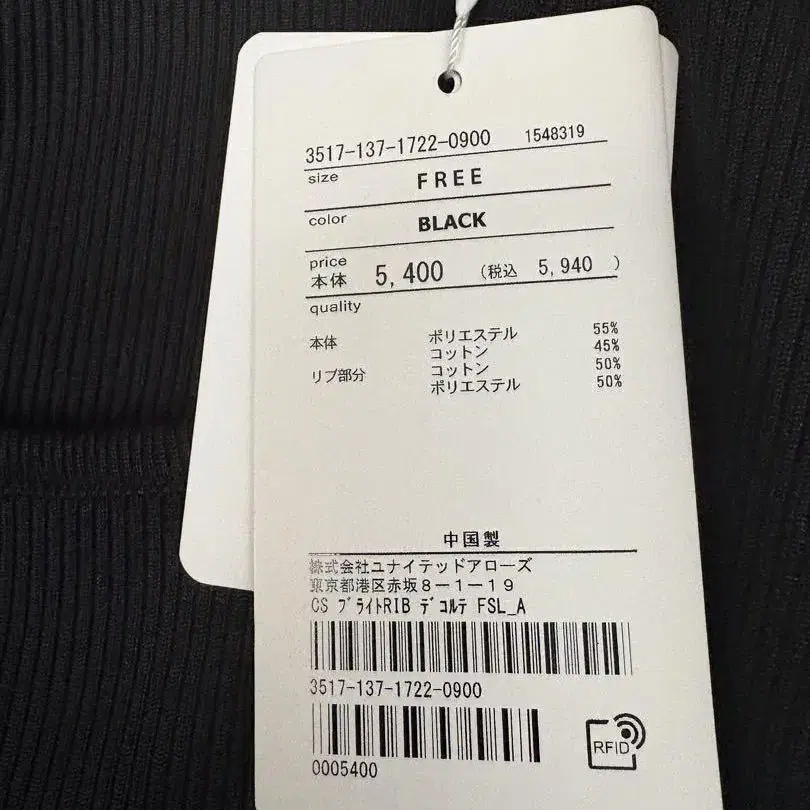 3517-137-1722-0900 1548319
size FREE
color BLACK
price
本体 5,400 (税込 5,940 )
quality
本体 ポリエステル 55%
コットン 45%
リブ部分 コットン 50%
ポリエステル 50%
中国製
株式会社ユナイテッドアローズ
東京都港区赤坂8-1-19
CS ブライトRIB デコルテ FSL_A
3517-137-1722-0900
0005400
RFID